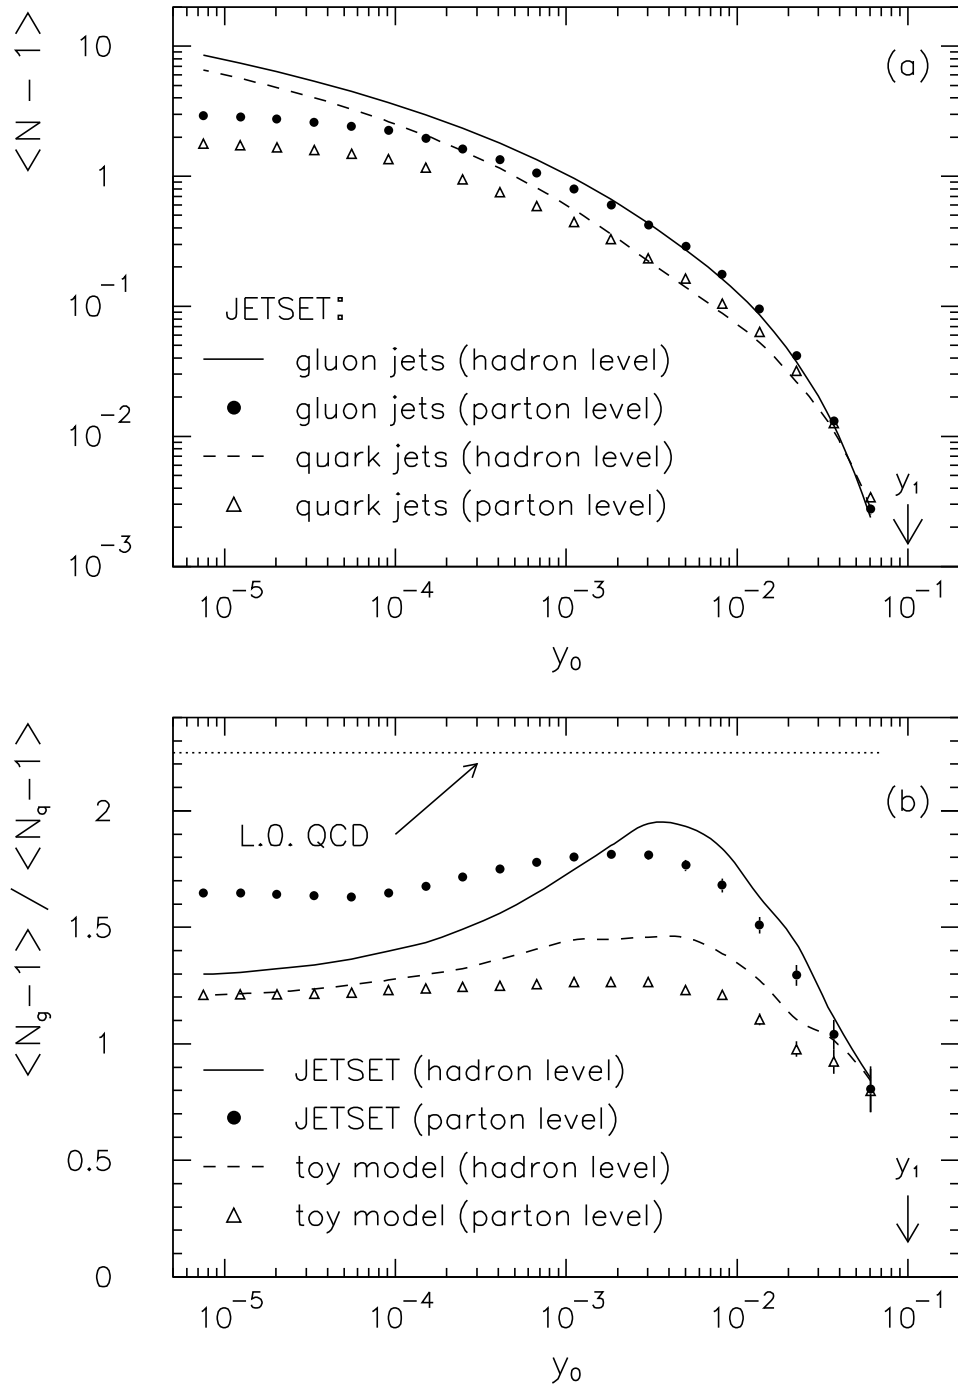 <N − 1>
10
1
10⁻¹
10⁻²
10⁻³
(a)
JETSET:
gluon jets (hadron level)
gluon jets (parton level)
quark jets (hadron level)
quark jets (parton level)
y₁
10⁻⁵ 10⁻⁴ 10⁻³ 10⁻² 10⁻¹
y₀
<N_g−1> / <N_q−1>
2
1.5
1
0.5
0
(b)
L.O. QCD
JETSET (hadron level)
JETSET (parton level)
toy model (hadron level)
toy model (parton level)
y₁
10⁻⁵ 10⁻⁴ 10⁻³ 10⁻² 10⁻¹
y₀